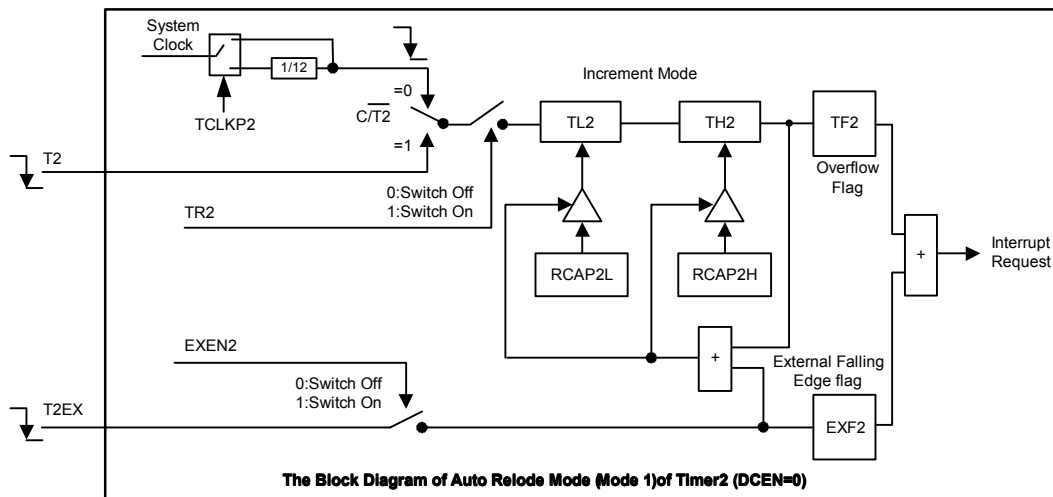 System
Clock
1/12
TCLKP2
=0
C/T2
=1
Increment Mode
TL2
TH2
TF2
Overflow
Flag
T2
0:Switch Off
1:Switch On
TR2
RCAP2L
RCAP2H
+
Interrupt
Request
EXEN2
0:Switch Off
1:Switch On
+
External Falling
Edge flag
T2EX
EXF2
The Block Diagram of Auto Relode Mode (Mode 1)of Timer2 (DCEN=0)